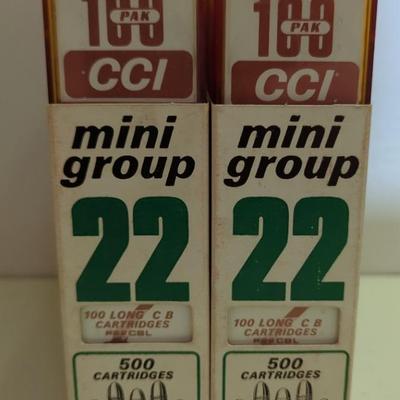 100
PAK
CCI
mini
group
22
100 LONG C B
CARTRIDGES
500
CARTRIDGES
100
PAK
CCI
mini
group
22
100 LONG C B
CARTRIDGES
500
CARTRIDGES